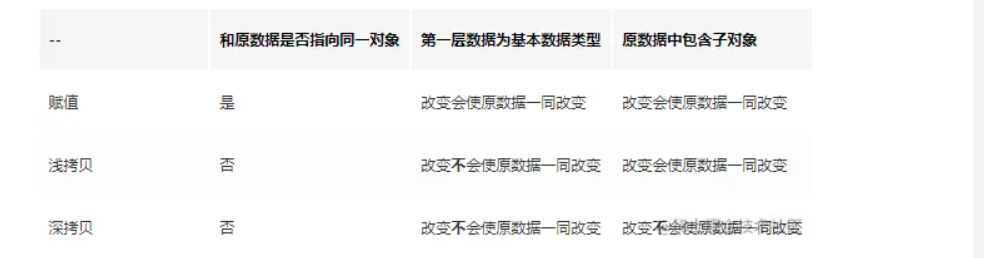 -- 和原数据是否指向同一对象 第一层数据为基本数据类型 原数据中包含子对象
赋值 是 改变会使原数据一同改变 改变会使原数据一同改变
浅拷贝 否 改变不会使原数据一同改变 改变会使原数据一同改变
深拷贝 否 改变不会使原数据一同改变 改变不会使原数据一同改变